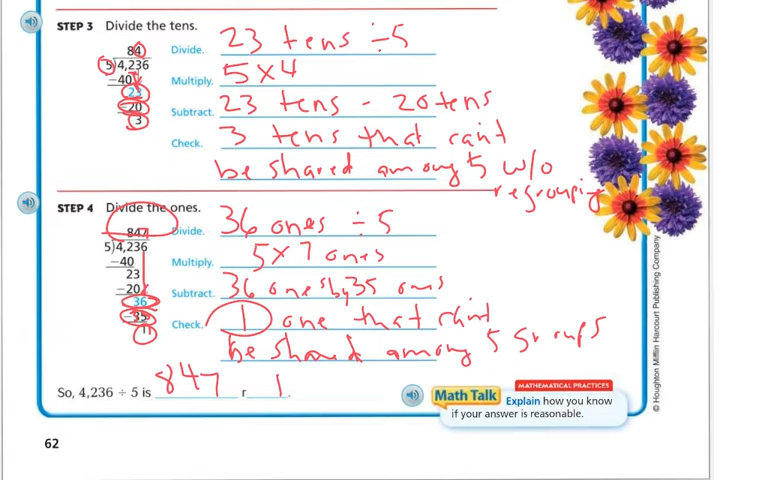 STEP 3 Divide the tens.
84
5)4,236
−40
23
−20
3
Divide. 23 tens ÷5
Multiply. 5×4
Subtract. 23 tens - 20 tens
Check. 3 tens that can't
be shared among 5 w/o
regrouping
STEP 4 Divide the ones.
847
5)4,236
−40
23
−20
36
−35
1
Divide. 36 ones ÷5
Multiply. 5×7 ones
Subtract. 36 ones by 35 ones
Check. 1 one that can't
be shared among 5 groups
So, 4,236 ÷ 5 is 847 r 1.
Math Talk
MATHEMATICAL PRACTICES
Explain how you know
if your answer is reasonable.
© Houghton Mifflin Harcourt Publishing Company
62